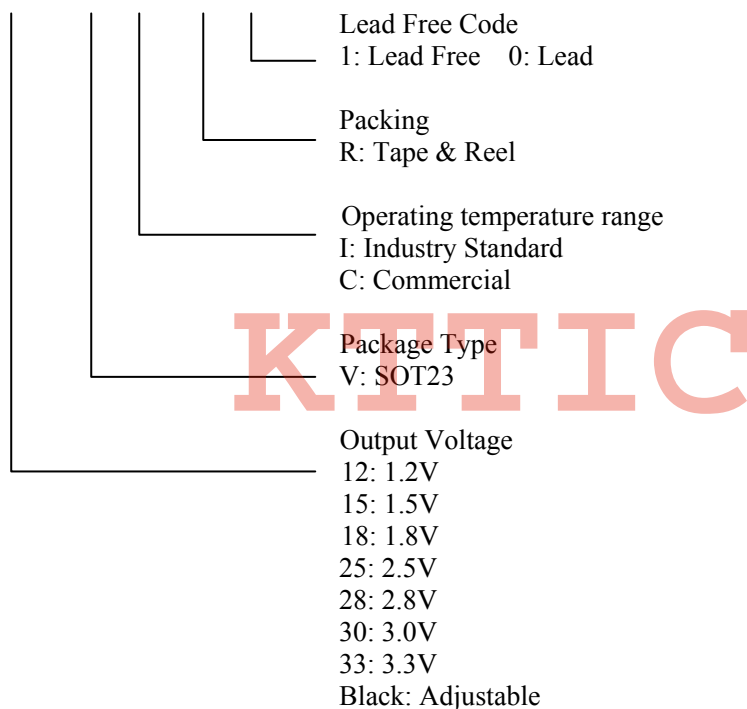 Lead Free Code
1: Lead Free 0: Lead
Packing
R: Tape & Reel
Operating temperature range
I: Industry Standard
C: Commercial
KTTIC
Package Type
V: SOT23
Output Voltage
12: 1.2V
15: 1.5V
18: 1.8V
25: 2.5V
28: 2.8V
30: 3.0V
33: 3.3V
Black: Adjustable